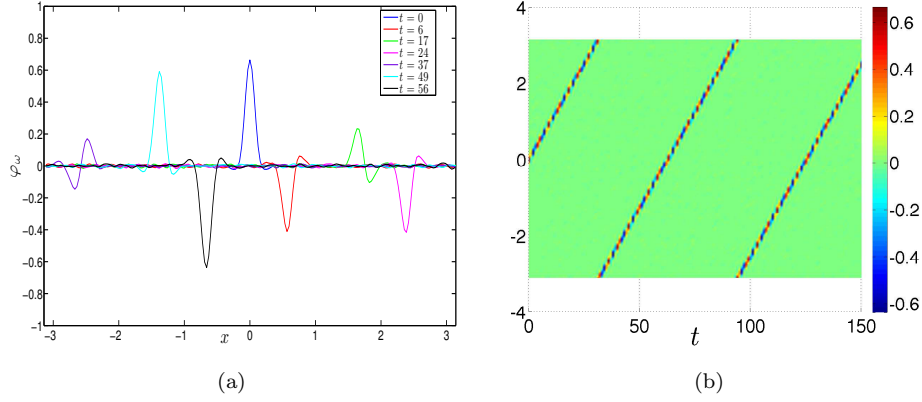 1
0.8
0.6
0.4
0.2
0
−0.2
−0.4
−0.6
−0.8
−1
φω
−3 −2 −1 0 1 2 3
x
t = 0
t = 6
t = 17
t = 24
t = 37
t = 49
t = 56
(a)
4
2
0
-2
-4
0 50 100 150
t
0.6
0.4
0.2
0
-0.2
-0.4
-0.6
(b)